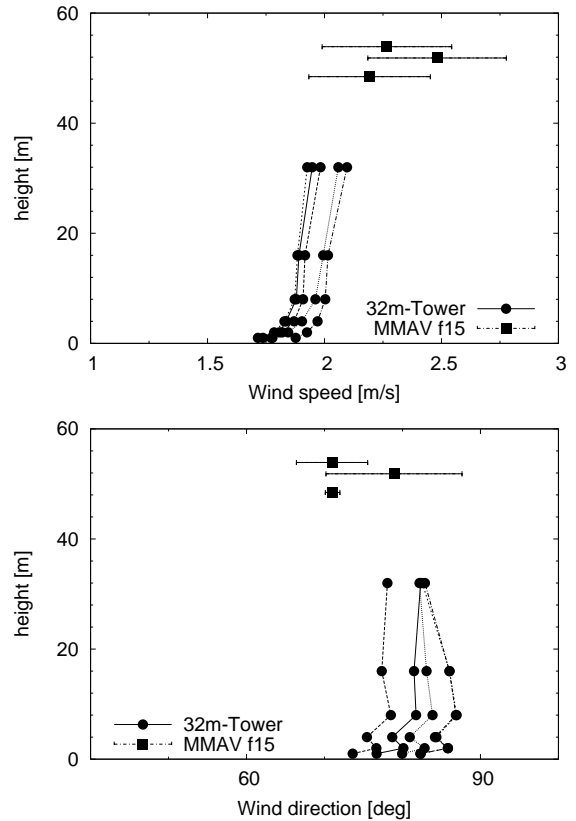 60
40
20
0
height [m]
32m-Tower
MMAV f15
1 1.5 2 2.5 3
Wind speed [m/s]
60
40
20
0
height [m]
32m-Tower
MMAV f15
60 90
Wind direction [deg]